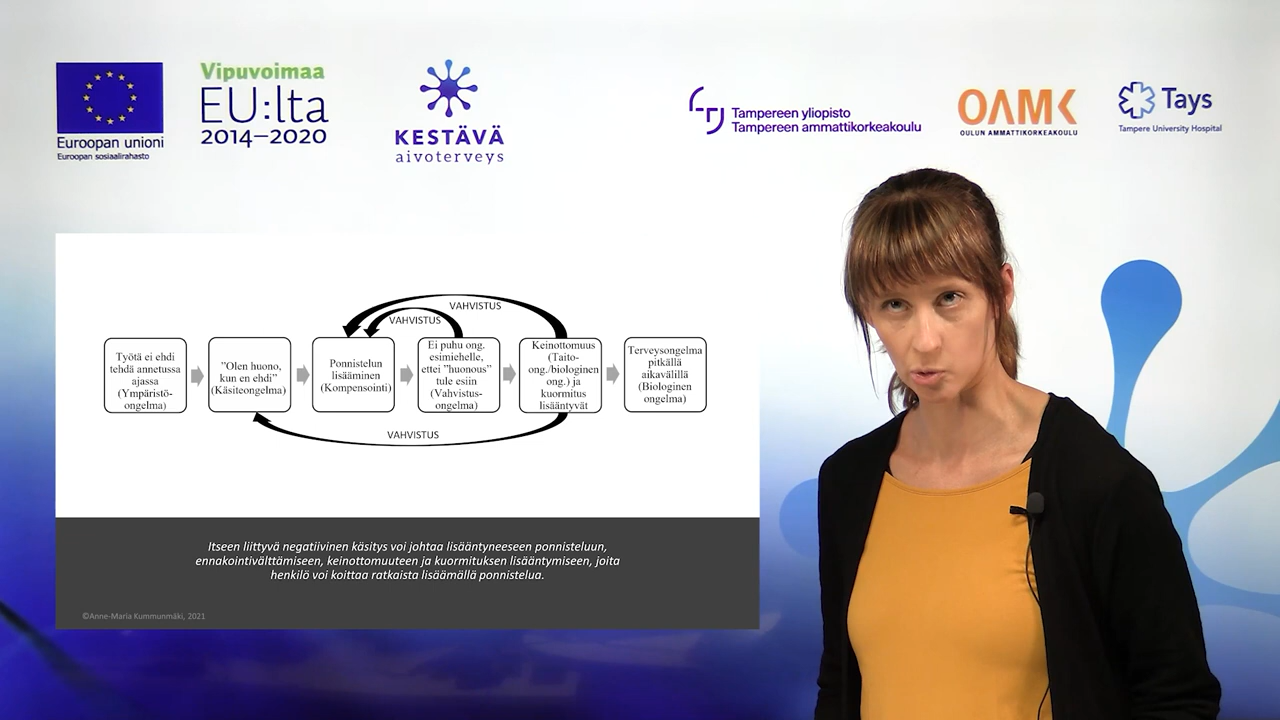 Euroopan unioni
Euroopan sosiaalirahasto
Vipuvoimaa
EU:lta
2014–2020
KESTÄVÄ
aivoterveys
Tampereen yliopisto
Tampereen ammattikorkeakoulu
OAMK
OULUN AMMATTIKORKEAKOULU
Tays
Tampere University Hospital
VAHVISTUS
VAHVISTUS
Työtä ei ehdi
tehdä annetussa
ajassa
(Ympäristö-
ongelma)
"Olen huono,
kun en ehdi"
(Käsiteongelma)
Ponnistelun
lisääminen
(Kompensointi)
Ei puhu ong.
esimiehelle,
ettei "huonous"
tule esiin
(Vahvistus-
ongelma)
Keinottomuus
(Taito-
ong./biologinen
ong.) ja
kuormitus
lisääntyvät
Terveysongelma
pitkällä
aikavälillä
(Biologinen
ongelma)
VAHVISTUS
Itseen liittyvä negatiivinen käsitys voi johtaa lisääntyneeseen ponnisteluun,
ennakointivälttämiseen, keinottomuuteen ja kuormituksen lisääntymiseen, joita
henkilö voi koittaa ratkaista lisäämällä ponnistelua.
©Anne-Maria Kummunmäki, 2021